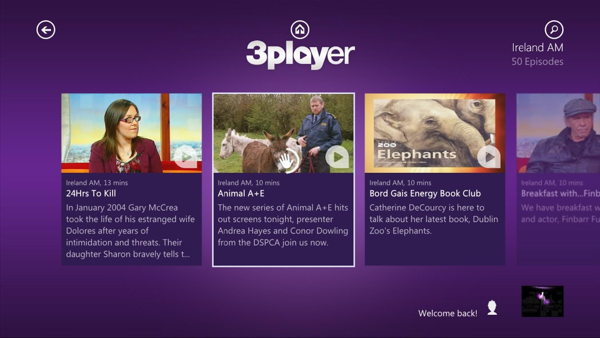 3player
Ireland AM
50 Episodes
Ireland AM, 13 mins
24Hrs To Kill
In January 2004 Gary McCrea
took the life of his estranged wife
Dolores after years of
intimidation and threats. Their
daughter Sharon bravely tells t...
Ireland AM, 10 mins
Animal A+E
The new series of Animal A+E hits
out screens tonight, presenter
Andrea Hayes and Conor Dowling
from the DSPCA join us now.
ZOO
Elephants
Ireland AM, 10 mins
Bord Gais Energy Book Club
Catherine DeCourcy is here to
talk about her latest book, Dublin
Zoo's Elephants.
Ireland AM, 10 mins
Breakfast with...Finb
We have breakfast w
and actor, Finbarr Fu
Welcome back!